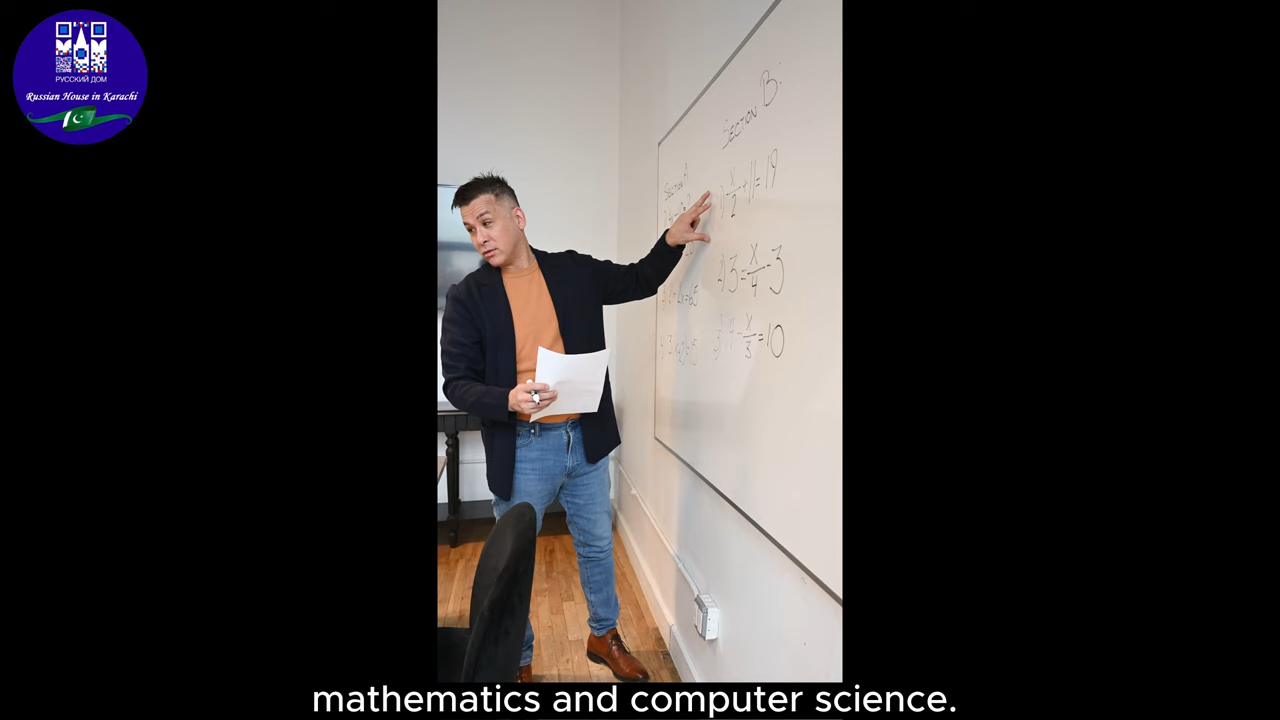 РУССКИЙ ДОМ
Russian House in Karachi
SECTION B:
SECTION A
1) x/2 + 11 = 19
2) 3 = x/4 - 3
3) 14 - x/3 = 10
mathematics and computer science.